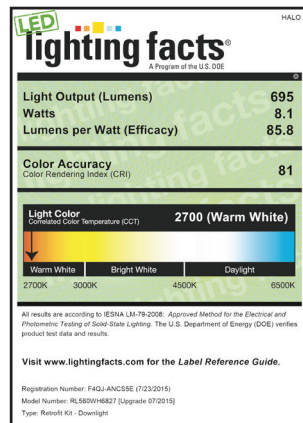 HALO
LED
lighting facts®
A Program of the U.S. DOE
Light Output (Lumens) 695
Watts 8.1
Lumens per Watt (Efficacy) 85.8
Color Accuracy 81
Color Rendering Index (CRI)
Light Color 2700 (Warm White)
Correlated Color Temperature (CCT)
Warm White Bright White Daylight
2700K 3000K 4500K 6500K
All results are according to IESNA LM-79-2008: Approved Method for the Electrical and
Photometric Testing of Solid-State Lighting. The U.S. Department of Energy (DOE) verifies
product test data and results.
Visit www.lightingfacts.com for the Label Reference Guide.
Registration Number: F4QJ-ANCS5E (7/23/2015)
Model Number: RL560WH6827 [Upgrade 07/2015]
Type: Retrofit Kit - Downlight